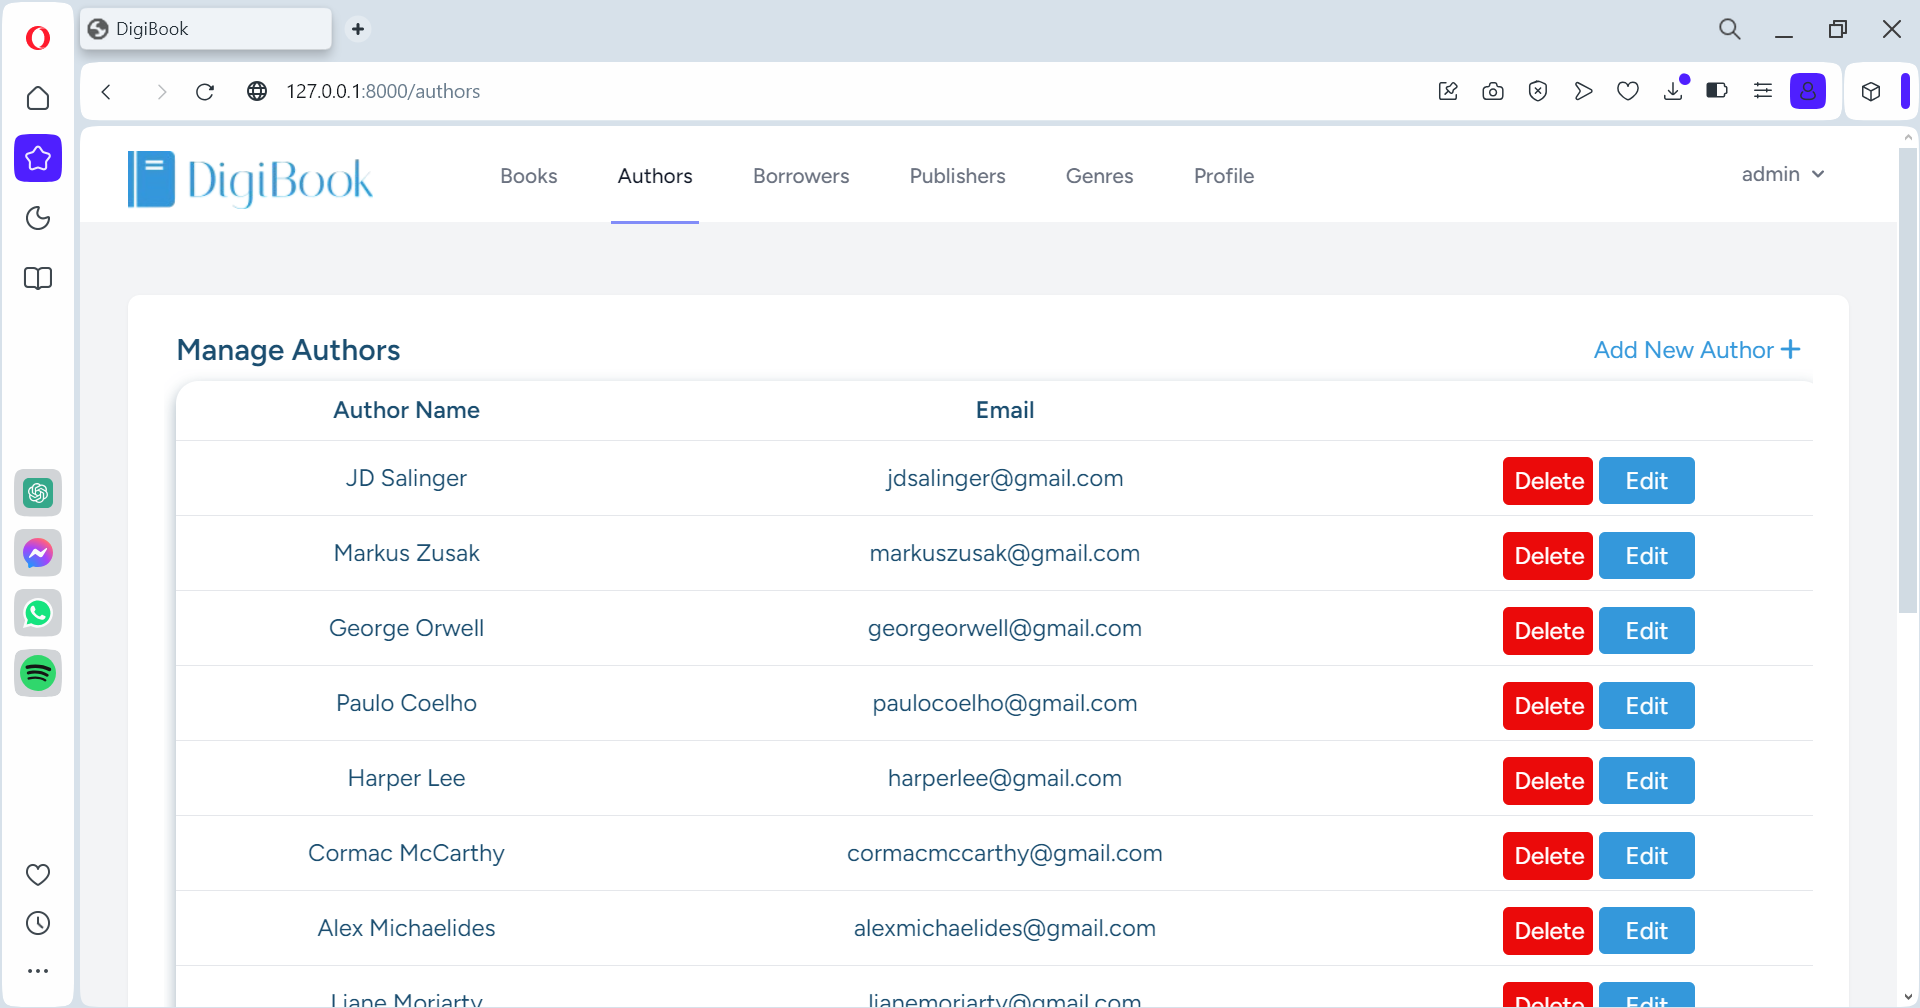 DigiBook
127.0.0.1:8000/authors
DigiBook Books Authors Borrowers Publishers Genres Profile admin
Manage Authors Add New Author +
Author Name Email
JD Salinger jdsalinger@gmail.com Delete Edit
Markus Zusak markuszusak@gmail.com Delete Edit
George Orwell georgeorwell@gmail.com Delete Edit
Paulo Coelho paulocoelho@gmail.com Delete Edit
Harper Lee harperlee@gmail.com Delete Edit
Cormac McCarthy cormacmccarthy@gmail.com Delete Edit
Alex Michaelides alexmichaelides@gmail.com Delete Edit
Liane Moriarty lianemoriarty@gmail.com Delete Edit